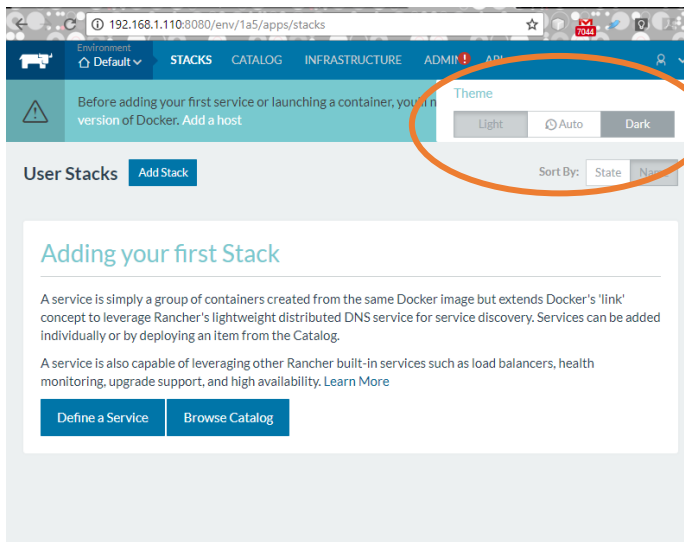 192.168.1.110:8080/env/1a5/apps/stacks
7044
Environment
Default
STACKS
CATALOG
INFRASTRUCTURE
ADMIN
!
Before adding your first service or launching a container, you'll
version of Docker. Add a host
Theme
Light
Auto
Dark
User Stacks
Add Stack
Sort By:
State
Name
Adding your first Stack
A service is simply a group of containers created from the same Docker image but extends Docker's 'link'
concept to leverage Rancher's lightweight distributed DNS service for service discovery. Services can be added
individually or by deploying an item from the Catalog.
A service is also capable of leveraging other Rancher built-in services such as load balancers, health
monitoring, upgrade support, and high availability. Learn More
Define a Service
Browse Catalog